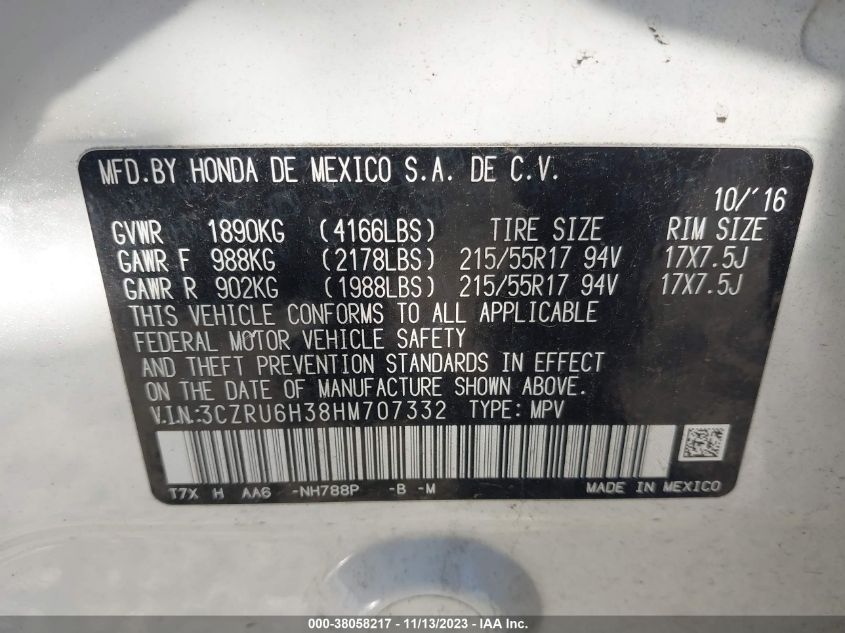 MFD.BY HONDA DE MEXICO S.A. DE C.V.
10/'16
GVWR 1890KG (4166LBS) TIRE SIZE RIM SIZE
GAWR F 988KG (2178LBS) 215/55R17 94V 17X7.5J
GAWR R 902KG (1988LBS) 215/55R17 94V 17X7.5J
THIS VEHICLE CONFORMS TO ALL APPLICABLE
FEDERAL MOTOR VEHICLE SAFETY
AND THEFT PREVENTION STANDARDS IN EFFECT
ON THE DATE OF MANUFACTURE SHOWN ABOVE.
V.I.N.:3CZRU6H38HM707332 TYPE: MPV
T7X H AA6 -NH788P -B -M MADE IN MEXICO
000-38058217 - 11/13/2023 - IAA Inc.